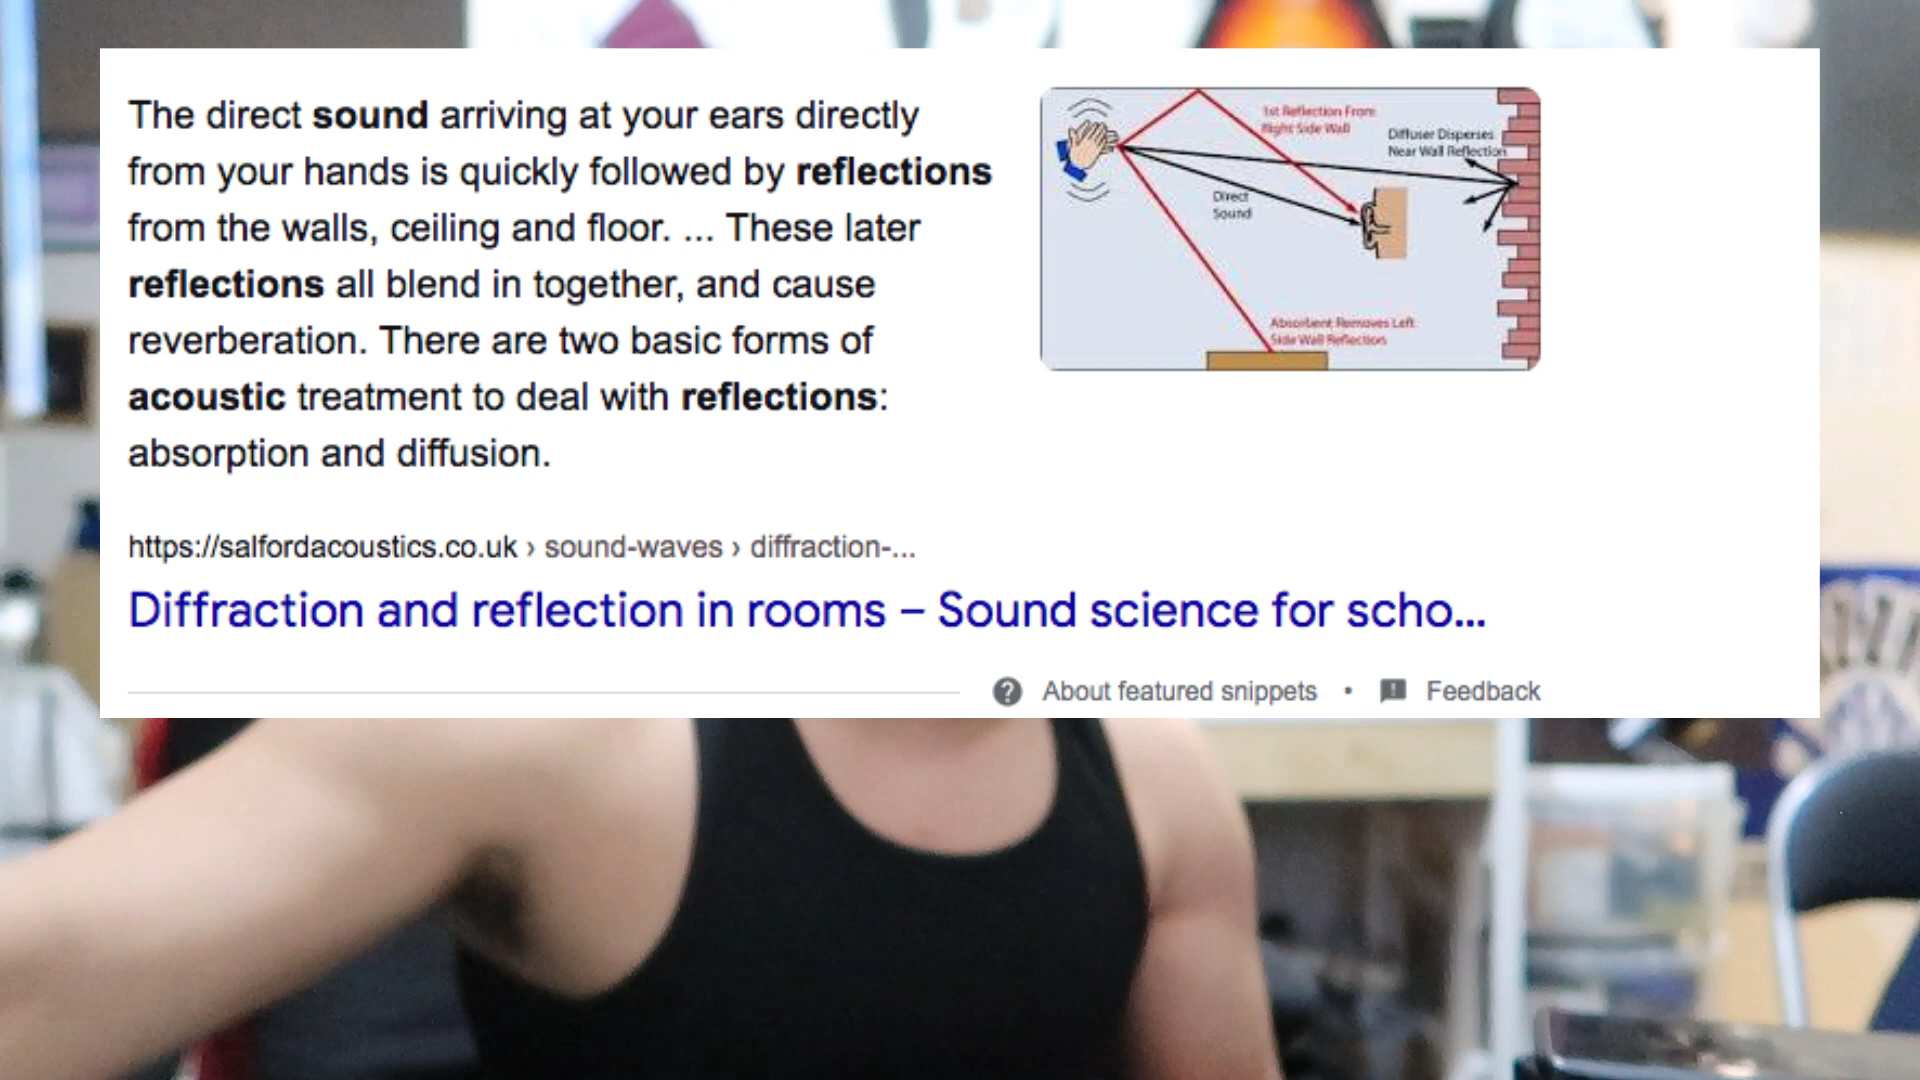 The direct sound arriving at your ears directly
from your hands is quickly followed by reflections
from the walls, ceiling and floor. ... These later
reflections all blend in together, and cause
reverberation. There are two basic forms of
acoustic treatment to deal with reflections:
absorption and diffusion.
1st Reflection From
Right Side Wall
Diffuser Disperses
Near Wall Reflection
Direct
Sound
Absorbent Removes Left
Side Wall Reflection
https://salfordacoustics.co.uk › sound-waves › diffraction-...
Diffraction and reflection in rooms – Sound science for scho...
About featured snippets • Feedback